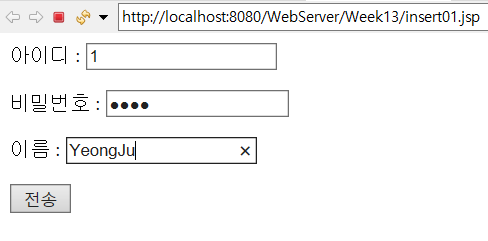 http://localhost:8080/WebServer/Week13/insert01.jsp
아이디 : 1
비밀번호 : ●●●●
이름 : YeongJu
전송